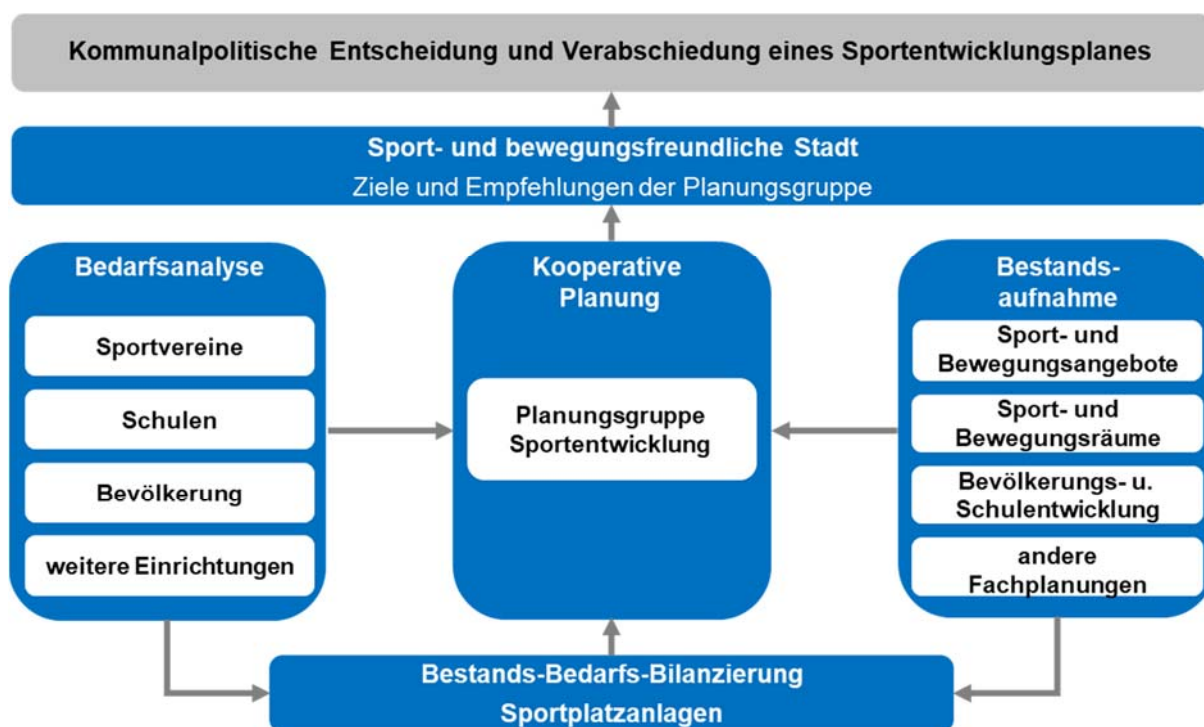 Kommunalpolitische Entscheidung und Verabschiedung eines Sportentwicklungsplanes
Sport- und bewegungsfreundliche Stadt
Ziele und Empfehlungen der Planungsgruppe
Bedarfsanalyse
Sportvereine
Schulen
Bevölkerung
weitere Einrichtungen
Kooperative
Planung
Planungsgruppe
Sportentwicklung
Bestands-
aufnahme
Sport- und
Bewegungsangebote
Sport- und
Bewegungsräume
Bevölkerungs- u.
Schulentwicklung
andere
Fachplanungen
Bestands-Bedarfs-Bilanzierung
Sportplatzanlagen